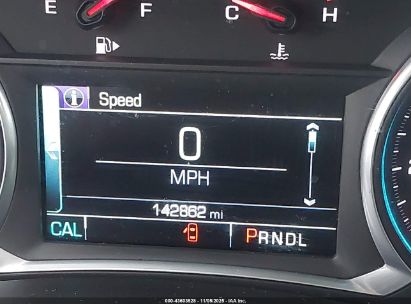 E F C H
Speed
0
MPH
142862 mi
CAL PRNDL